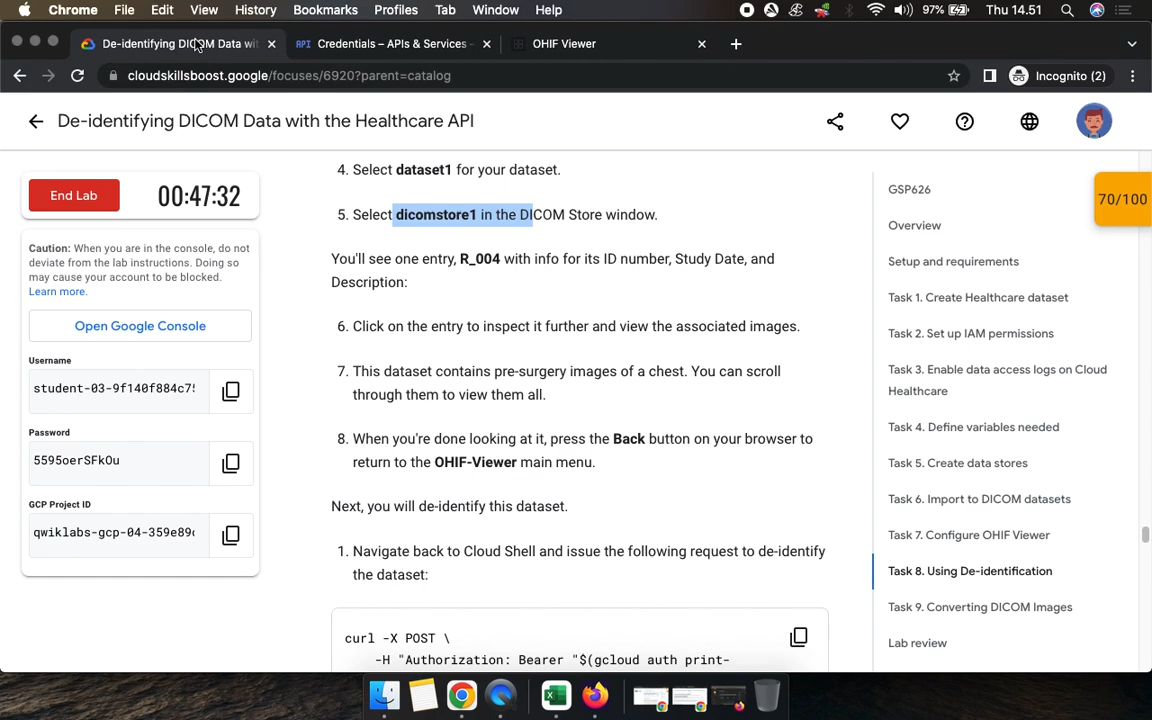 Chrome File Edit View History Bookmarks Profiles Tab Window Help 97% Thu 14.51
De-identifying DICOM Data wit Credentials – APIs & Services OHIF Viewer
cloudskillsboost.google/focuses/6920?parent=catalog Incognito (2)
De-identifying DICOM Data with the Healthcare API
End Lab 00:47:32
Caution: When you are in the console, do not
deviate from the lab instructions. Doing so
may cause your account to be blocked.
Learn more.
Open Google Console
Username
student-03-9f140f884c75
Password
5595oerSFkOu
GCP Project ID
qwiklabs-gcp-04-359e89c
4. Select dataset1 for your dataset.
5. Select dicomstore1 in the DICOM Store window.
You'll see one entry, R_004 with info for its ID number, Study Date, and
Description:
6. Click on the entry to inspect it further and view the associated images.
7. This dataset contains pre-surgery images of a chest. You can scroll
through them to view them all.
8. When you're done looking at it, press the Back button on your browser to
return to the OHIF-Viewer main menu.
Next, you will de-identify this dataset.
1. Navigate back to Cloud Shell and issue the following request to de-identify
the dataset:
curl -X POST \
-H "Authorization: Bearer "$(gcloud auth print-
70/100
GSP626
Overview
Setup and requirements
Task 1. Create Healthcare dataset
Task 2. Set up IAM permissions
Task 3. Enable data access logs on Cloud
Healthcare
Task 4. Define variables needed
Task 5. Create data stores
Task 6. Import to DICOM datasets
Task 7. Configure OHIF Viewer
Task 8. Using De-identification
Task 9. Converting DICOM Images
Lab review